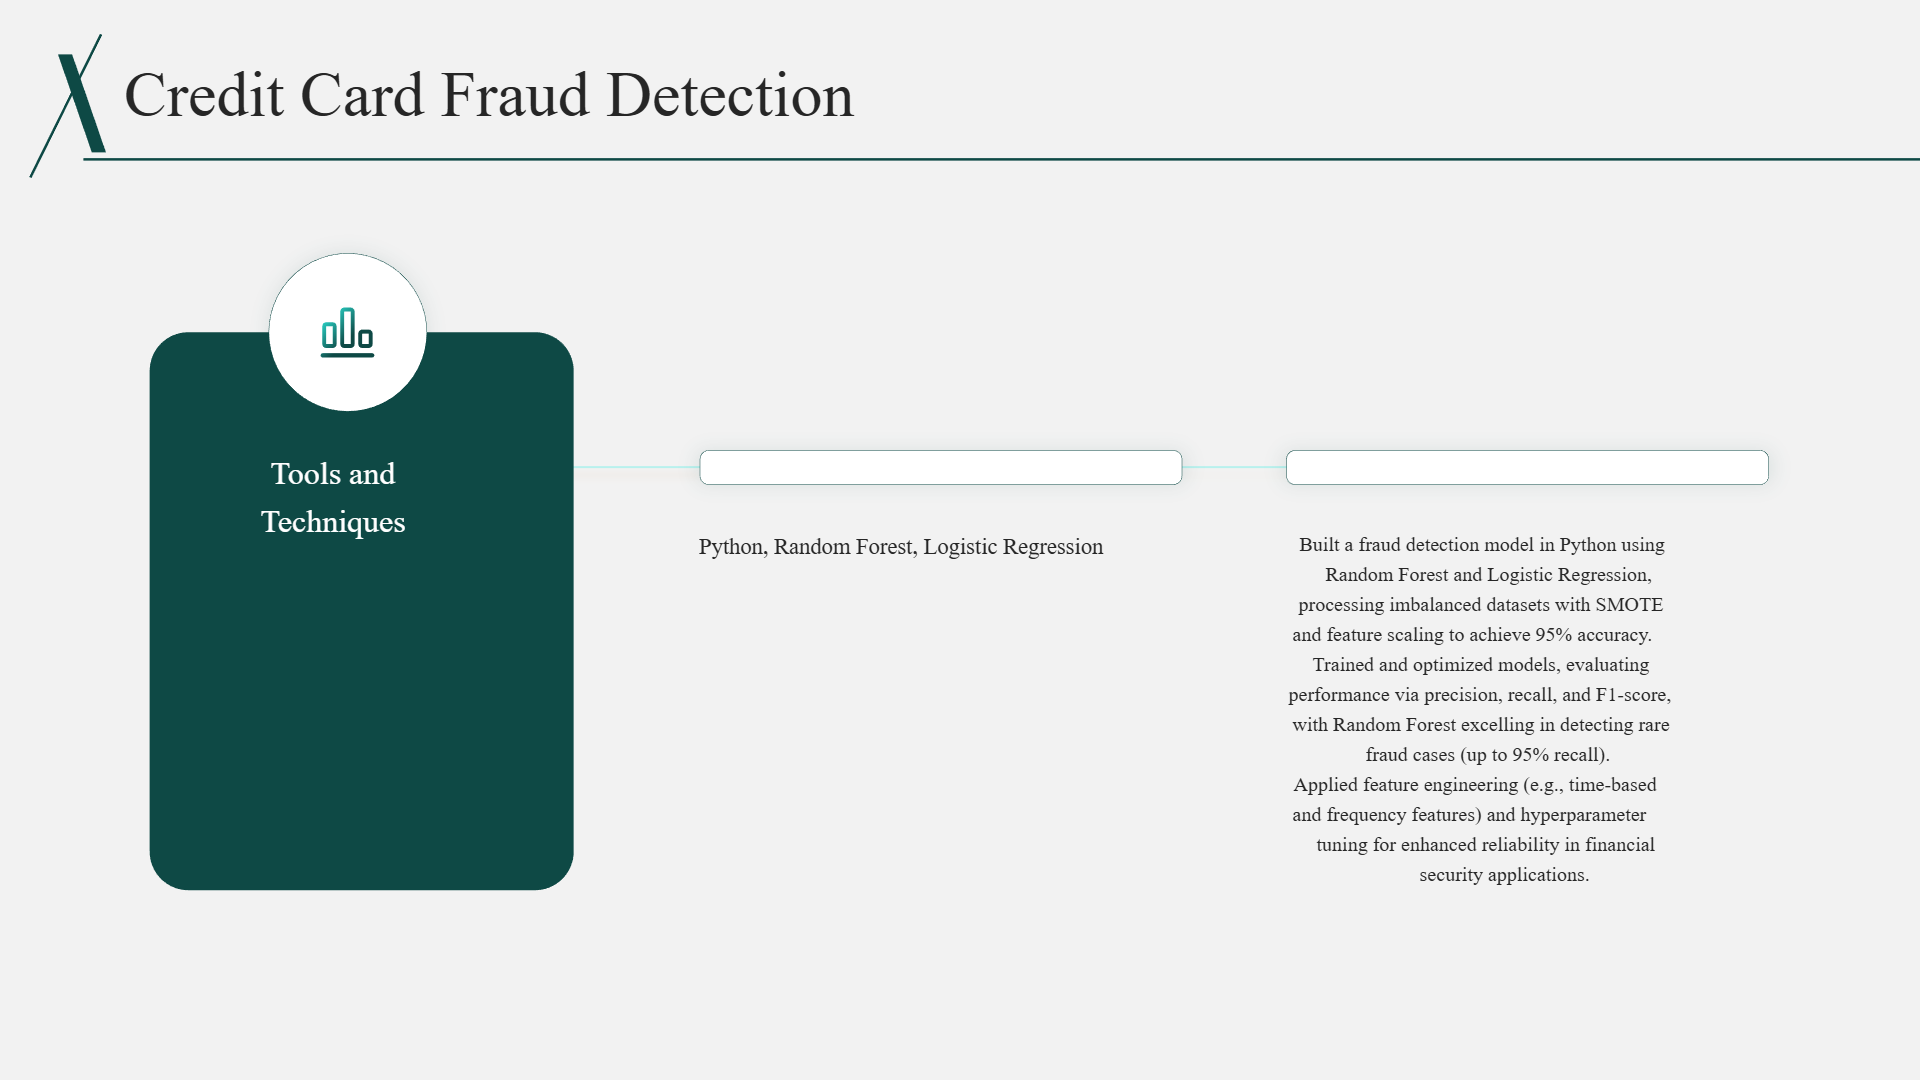 Credit Card Fraud Detection
Tools and
Techniques
Python, Random Forest, Logistic Regression
Built a fraud detection model in Python using
Random Forest and Logistic Regression,
processing imbalanced datasets with SMOTE
and feature scaling to achieve 95% accuracy.
Trained and optimized models, evaluating
performance via precision, recall, and F1-score,
with Random Forest excelling in detecting rare
fraud cases (up to 95% recall).
Applied feature engineering (e.g., time-based
and frequency features) and hyperparameter
tuning for enhanced reliability in financial
security applications.